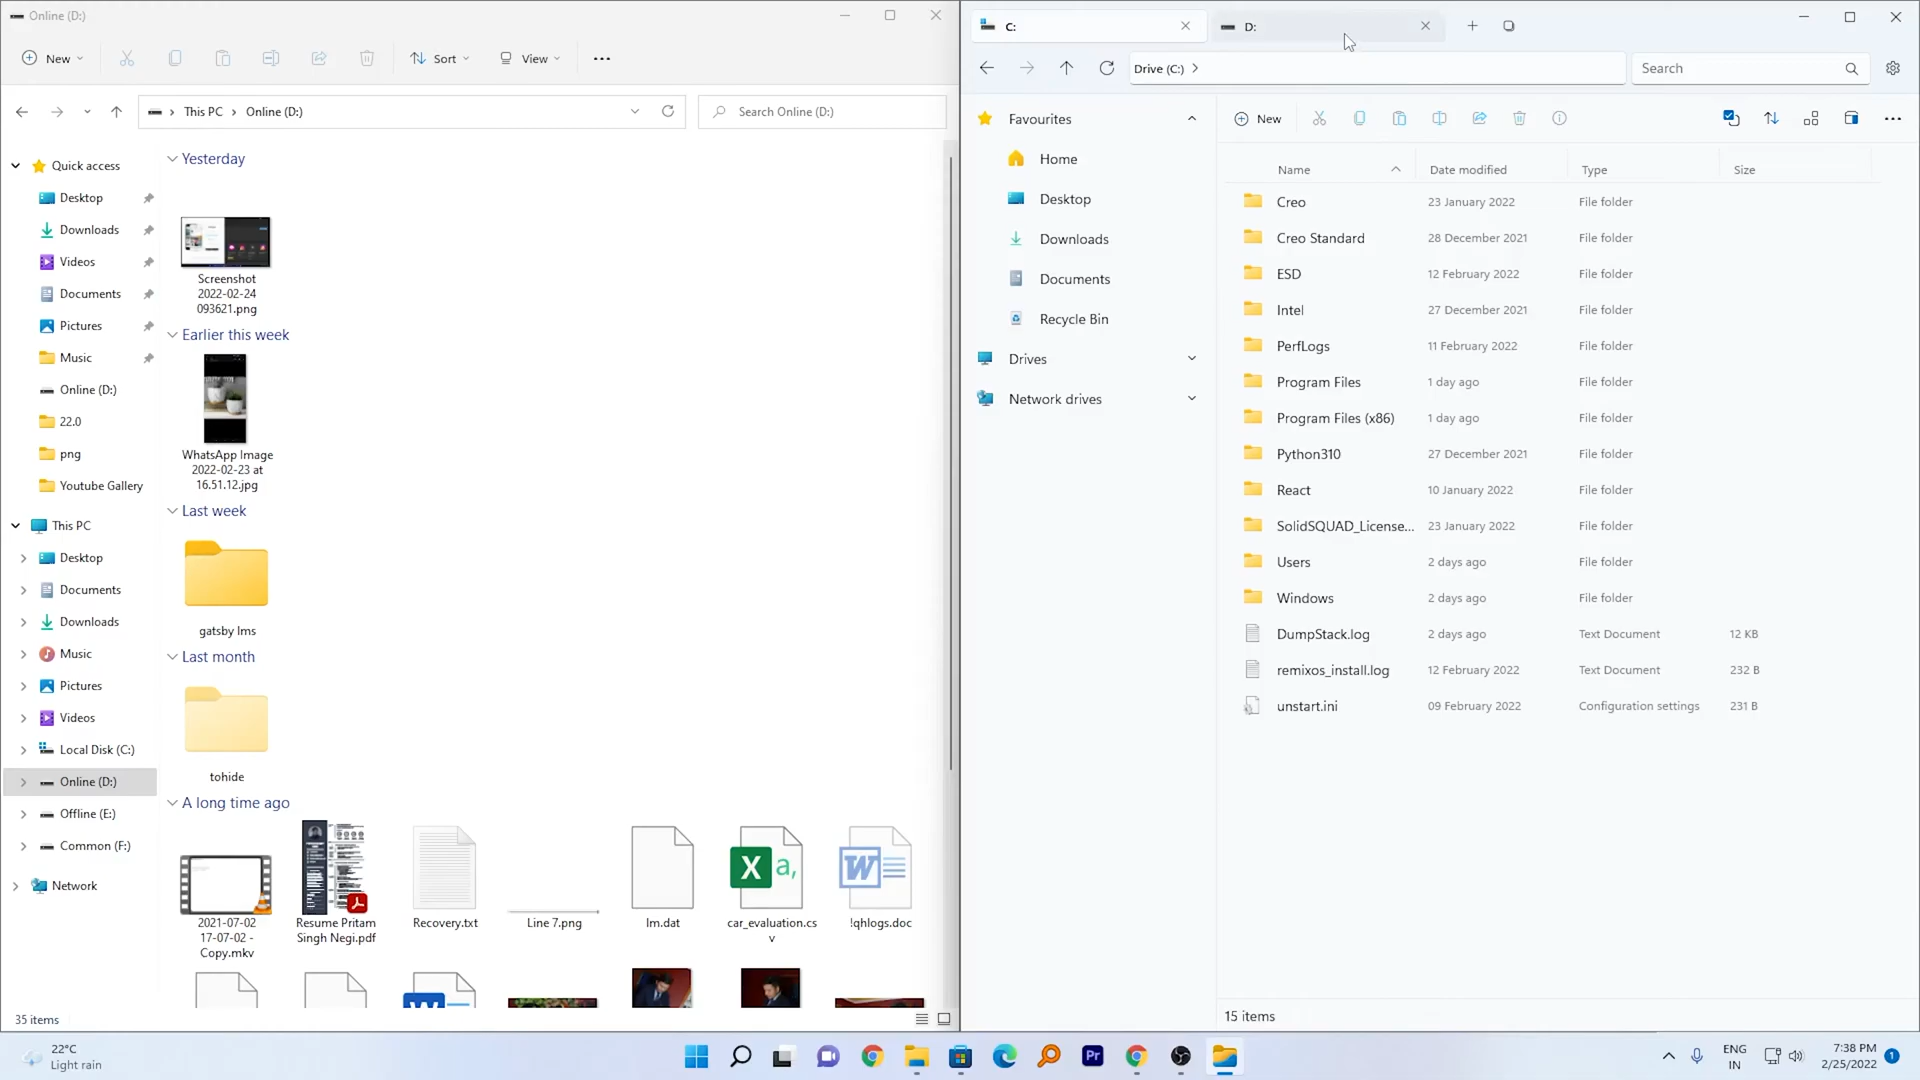 Online (D:)
New
Sort
View
This PC
Online (D:)
Search Online (D:)
Quick access
Desktop
Downloads
Videos
Documents
Pictures
Music
Online (D:)
22.0
png
Youtube Gallery
This PC
Desktop
Documents
Downloads
Music
Pictures
Videos
Local Disk (C:)
Online (D:)
Offline (E:)
Common (F:)
Network
Yesterday
Screenshot
2022-02-24
093621.png
Earlier this week
WhatsApp Image
2022-02-23 at
16.51.12.jpg
Last week
gatsby lms
Last month
tohide
A long time ago
2021-07-02
17-07-02 -
Copy.mkv
Resume Pritam
Singh Negi.pdf
Recovery.txt
Line 7.png
lm.dat
X a,
car_evaluation.cs
v
W
!qhlogs.doc
35 items
C:
D:
Drive (C:)
Search
Favourites
Home
Desktop
Downloads
Documents
Recycle Bin
Drives
Network drives
New
Name Date modified Type Size
Creo 23 January 2022 File folder
Creo Standard 28 December 2021 File folder
ESD 12 February 2022 File folder
Intel 27 December 2021 File folder
PerfLogs 11 February 2022 File folder
Program Files 1 day ago File folder
Program Files (x86) 1 day ago File folder
Python310 27 December 2021 File folder
React 10 January 2022 File folder
SolidSQUAD_License... 23 January 2022 File folder
Users 2 days ago File folder
Windows 2 days ago File folder
DumpStack.log 2 days ago Text Document 12 KB
remixos_install.log 12 February 2022 Text Document 232 B
unstart.ini 09 February 2022 Configuration settings 231 B
15 items
22°C
Light rain
Pr
ENG
IN
7:38 PM
2/25/2022
1